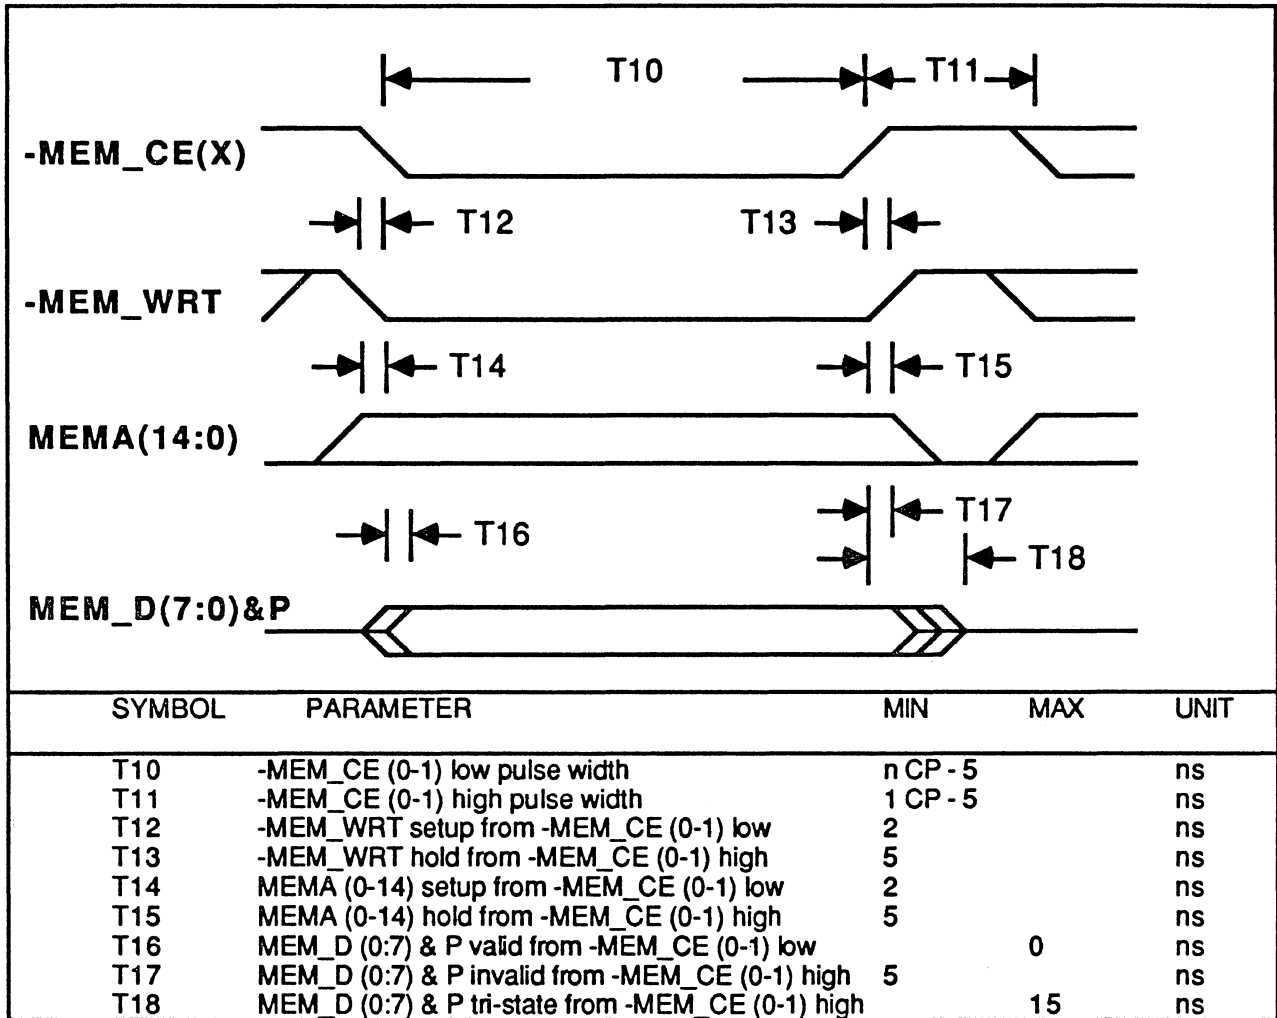 T10 T11
-MEM_CE(X)
T12 T13
-MEM_WRT
T14 T15
MEMA(14:0)
T17
T16
T18
MEM_D(7:0)&P
SYMBOL PARAMETER MIN MAX UNIT
T10 -MEM_CE (0-1) low pulse width n CP - 5 ns
T11 -MEM_CE (0-1) high pulse width 1 CP - 5 ns
T12 -MEM_WRT setup from -MEM_CE (0-1) low 2 ns
T13 -MEM_WRT hold from -MEM_CE (0-1) high 5 ns
T14 MEMA (0-14) setup from -MEM_CE (0-1) low 2 ns
T15 MEMA (0-14) hold from -MEM_CE (0-1) high 5 ns
T16 MEM_D (0:7) & P valid from -MEM_CE (0-1) low 0 ns
T17 MEM_D (0:7) & P invalid from -MEM_CE (0-1) high 5 ns
T18 MEM_D (0:7) & P tri-state from -MEM_CE (0-1) high 15 ns